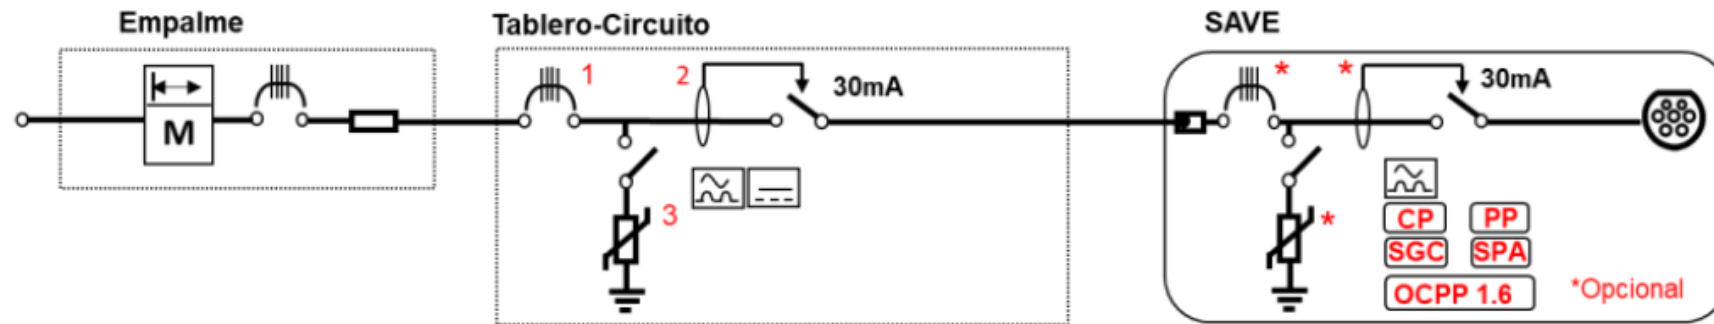 Empalme
M
Tablero-Circuito
1
2
30mA
3
SAVE
*
*
30mA
*
CP
PP
SGC
SPA
OCPP 1.6
*Opcional